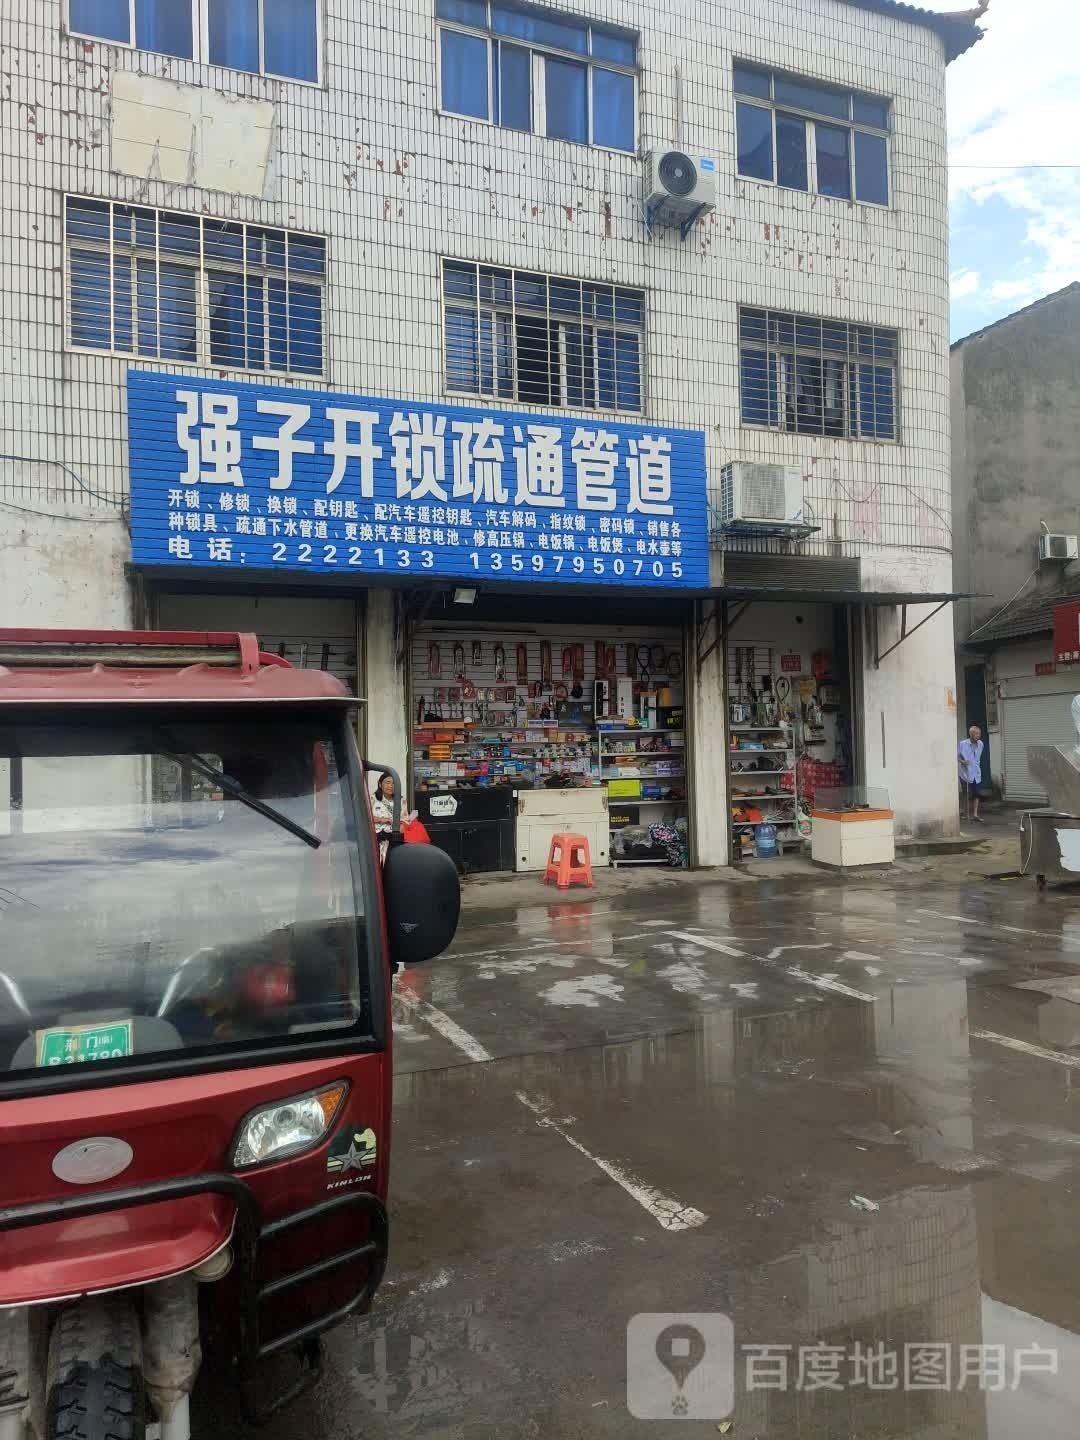 强子开锁疏通管道
开锁、修锁、换锁、配钥匙、配汽车遥控钥匙、汽车解码、指纹锁、密码锁、销售各
种锁具、疏通下水管道、更换汽车遥控电池、修高压锅、电饭锅、电饭煲、电水壶等
电话：2222133 13597950705
荆门
KINLON
百度地图用户